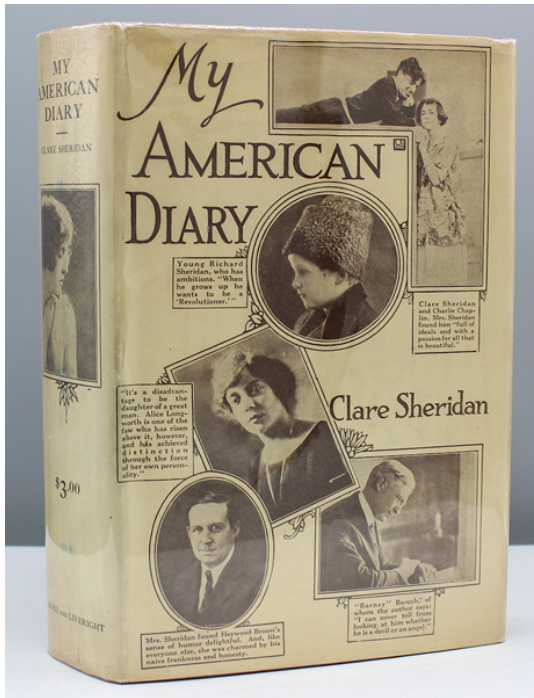 MY
AMERICAN
DIARY
CLARE SHERIDAN
$3.00
BONI AND LIVERIGHT
My
AMERICAN
DIARY
Young Richard
Sheridan, who has
ambitions. "When
he grows up he
wants to be a
'Revolutioner.'"
Clare Sheridan
and Charlie Chap-
lin. Mrs. Sheridan
found him "full of
ideals and with a
passion for all that
is beautiful."
"It's a disadvan-
tage to be the
daughter of a great
man. Alice Long-
worth is one of the
few who has risen
above it, however,
and has achieved
distinction
through the force
of her own person-
ality."
Clare Sheridan
Mrs. Sheridan found Heywood Broun's
sense of humor delightful. And, like
everyone else, she was charmed by his
naive frankness and honesty.
"Barney" Baruch, of
whom the author says:
"I can never tell from
looking at him whether
he is a devil or an angel."